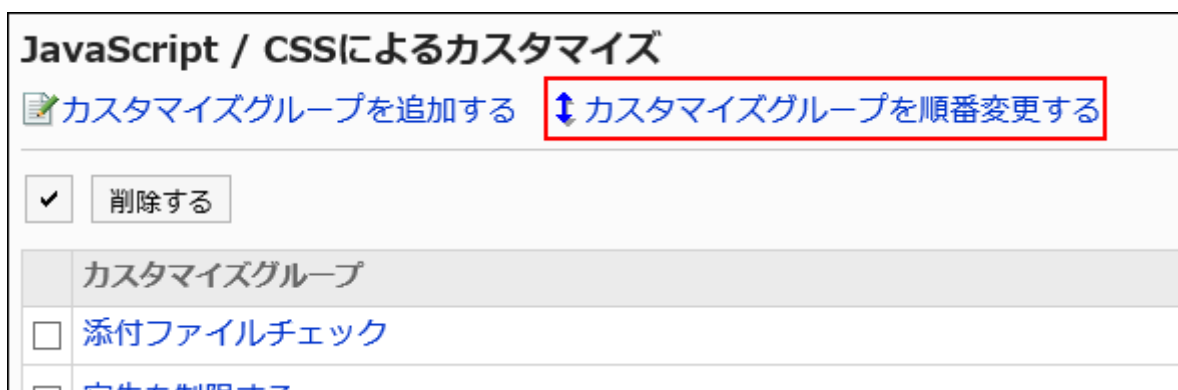 JavaScript / CSSによるカスタマイズ
カスタマイズグループを追加する カスタマイズグループを順番変更する
削除する
カスタマイズグループ
添付ファイルチェック